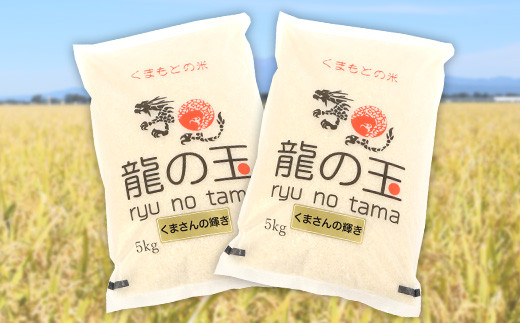 くまもとの米
龍の玉
ryu no tama
くまさんの輝き
5kg
くまもとの米
龍の玉
ryu no tama
くまさんの輝き
5kg